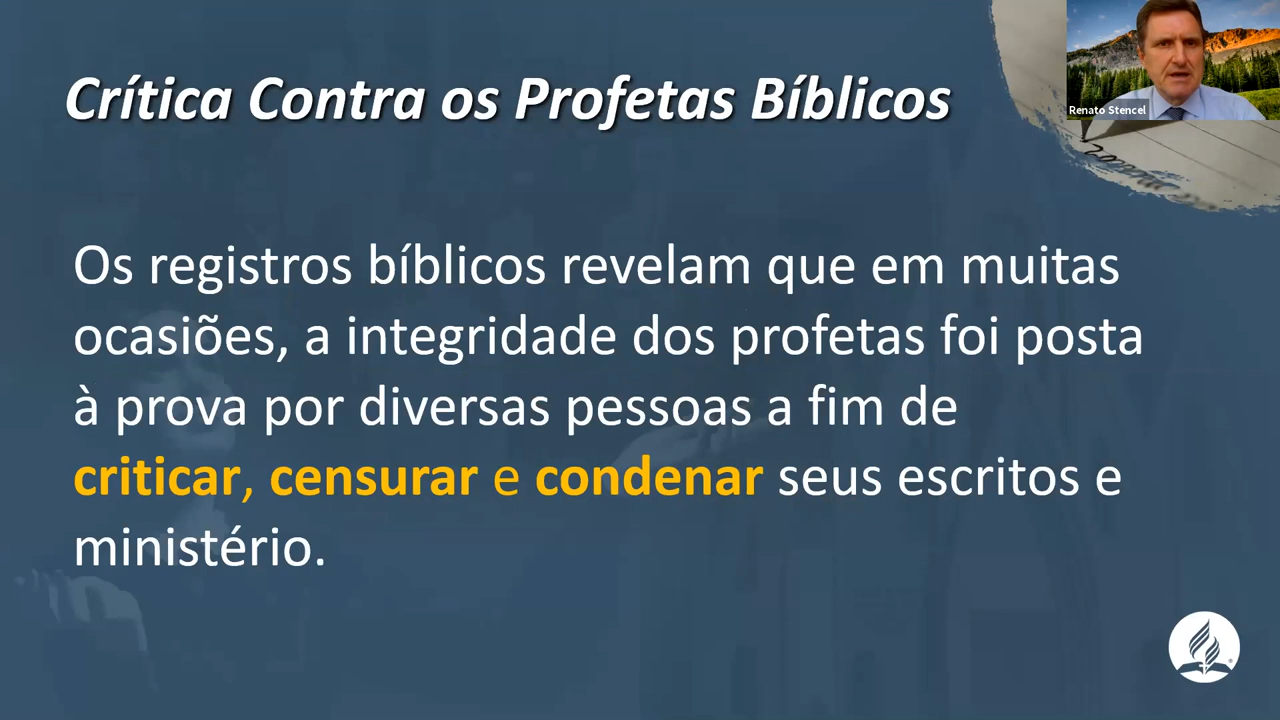 Crítica Contra os Profetas Bíblicos
Renato Stencel
Os registros bíblicos revelam que em muitas
ocasiões, a integridade dos profetas foi posta
à prova por diversas pessoas a fim de
criticar, censurar e condenar seus escritos e
ministério.